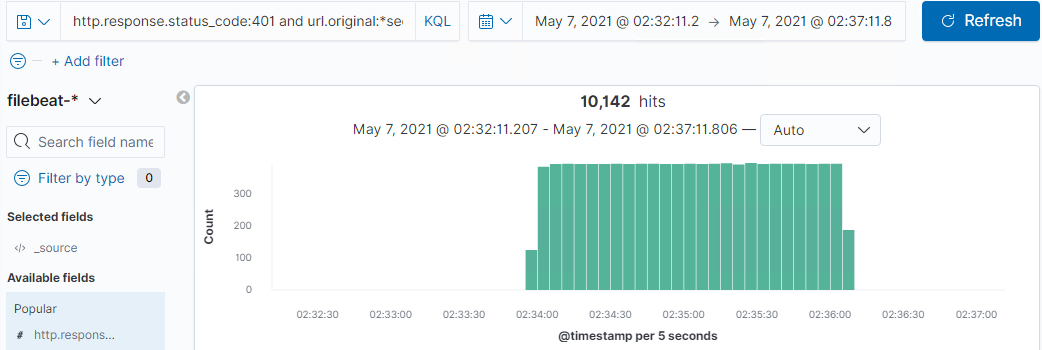 http.response.status_code:401 and url.original:*sec KQL May 7, 2021 @ 02:32:11.2 → May 7, 2021 @ 02:37:11.8 Refresh
+ Add filter
filebeat-*
10,142 hits
May 7, 2021 @ 02:32:11.207 - May 7, 2021 @ 02:37:11.806 — Auto
Search field name
Filter by type 0
Selected fields
</> _source
Available fields
Popular
# http.respons...
Count
300
200
100
0
02:32:30 02:33:00 02:33:30 02:34:00 02:34:30 02:35:00 02:35:30 02:36:00 02:36:30 02:37:00
@timestamp per 5 seconds